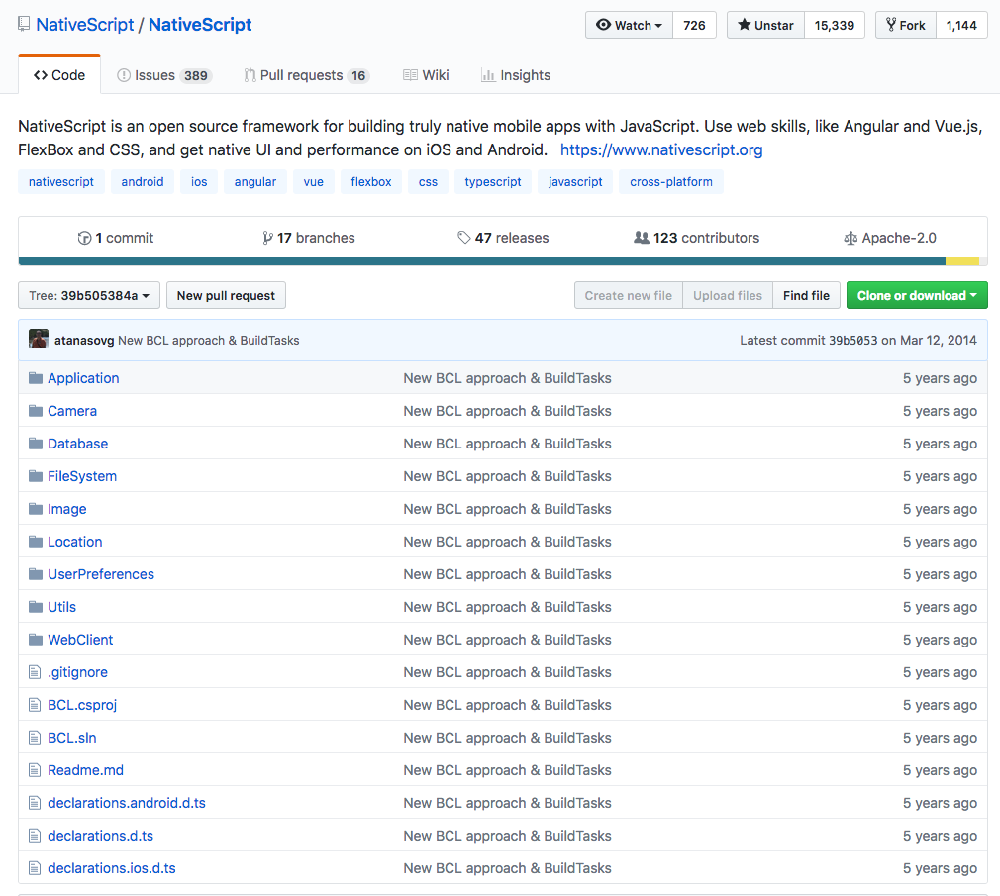 NativeScript / NativeScript
Watch 726 Unstar 15,339 Fork 1,144
Code Issues 389 Pull requests 16 Wiki Insights
NativeScript is an open source framework for building truly native mobile apps with JavaScript. Use web skills, like Angular and Vue.js,
FlexBox and CSS, and get native UI and performance on iOS and Android. https://www.nativescript.org
nativescript android ios angular vue flexbox css typescript javascript cross-platform
1 commit 17 branches 47 releases 123 contributors Apache-2.0
Tree: 39b505384a New pull request Create new file Upload files Find file Clone or download
atanasovg New BCL approach & BuildTasks Latest commit 39b5053 on Mar 12, 2014
Application New BCL approach & BuildTasks 5 years ago
Camera New BCL approach & BuildTasks 5 years ago
Database New BCL approach & BuildTasks 5 years ago
FileSystem New BCL approach & BuildTasks 5 years ago
Image New BCL approach & BuildTasks 5 years ago
Location New BCL approach & BuildTasks 5 years ago
UserPreferences New BCL approach & BuildTasks 5 years ago
Utils New BCL approach & BuildTasks 5 years ago
WebClient New BCL approach & BuildTasks 5 years ago
.gitignore New BCL approach & BuildTasks 5 years ago
BCL.csproj New BCL approach & BuildTasks 5 years ago
BCL.sln New BCL approach & BuildTasks 5 years ago
Readme.md New BCL approach & BuildTasks 5 years ago
declarations.android.d.ts New BCL approach & BuildTasks 5 years ago
declarations.d.ts New BCL approach & BuildTasks 5 years ago
declarations.ios.d.ts New BCL approach & BuildTasks 5 years ago